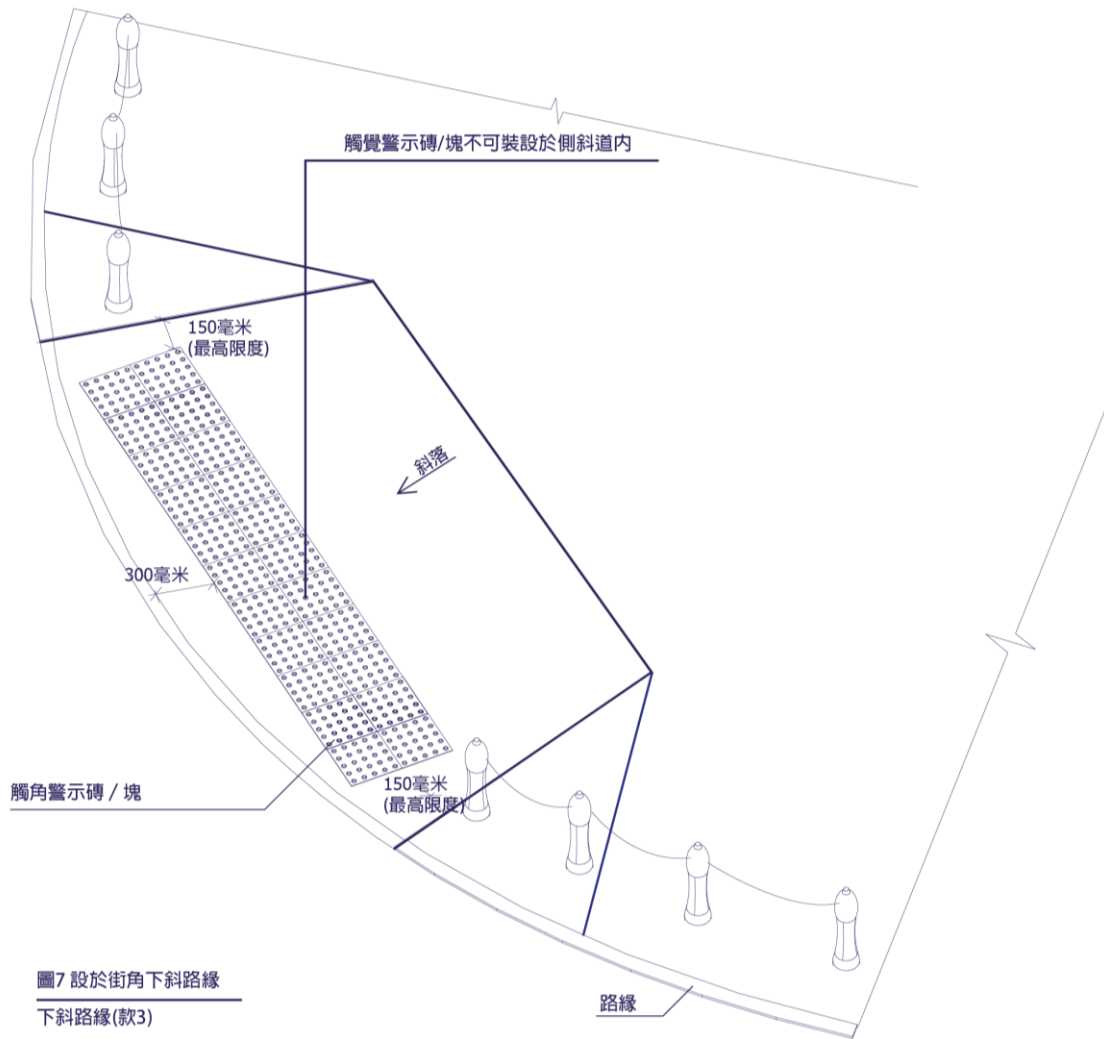 觸覺警示磚/塊不可裝設於側斜道内
150毫米
(最高限度)
斜落
300毫米
觸角警示磚 / 塊
150毫米
(最高限度)
圖7 設於街角下斜路緣
下斜路緣(款3)
路緣